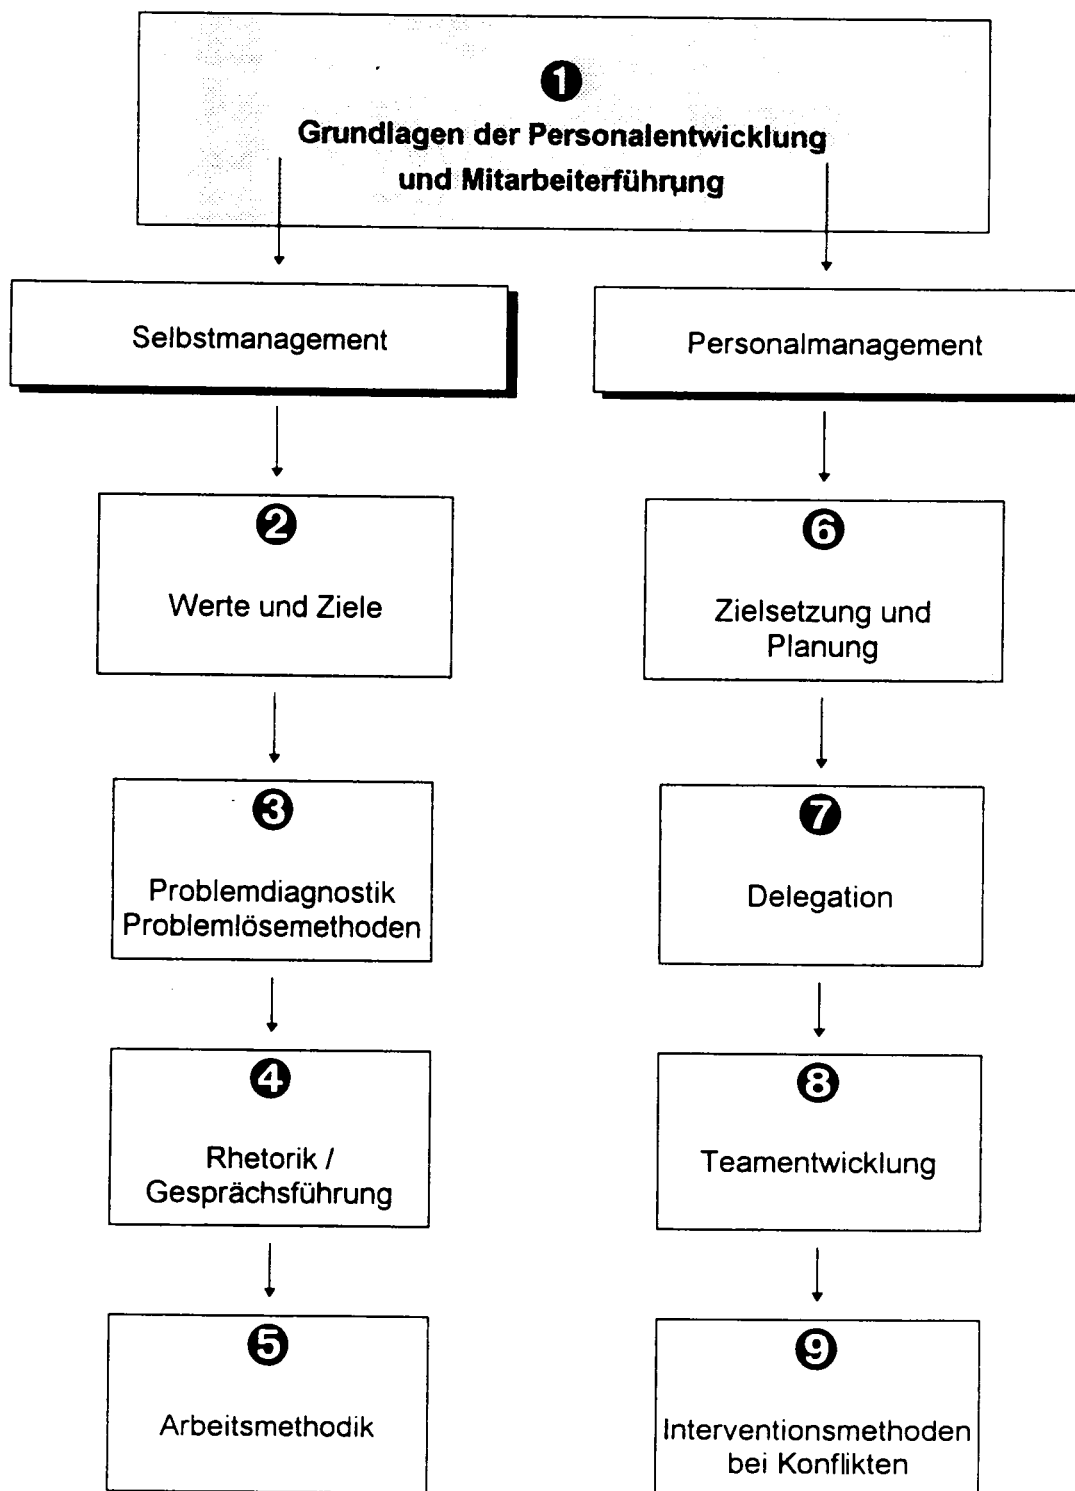 1
Grundlagen der Personalentwicklung
und Mitarbeiterführung
Selbstmanagement
2
Werte und Ziele
3
Problemdiagnostik
Problemlösemethoden
4
Rhetorik /
Gesprächsführung
5
Arbeitsmethodik
Personalmanagement
6
Zielsetzung und
Planung
7
Delegation
8
Teamentwicklung
9
Interventionsmethoden
bei Konflikten